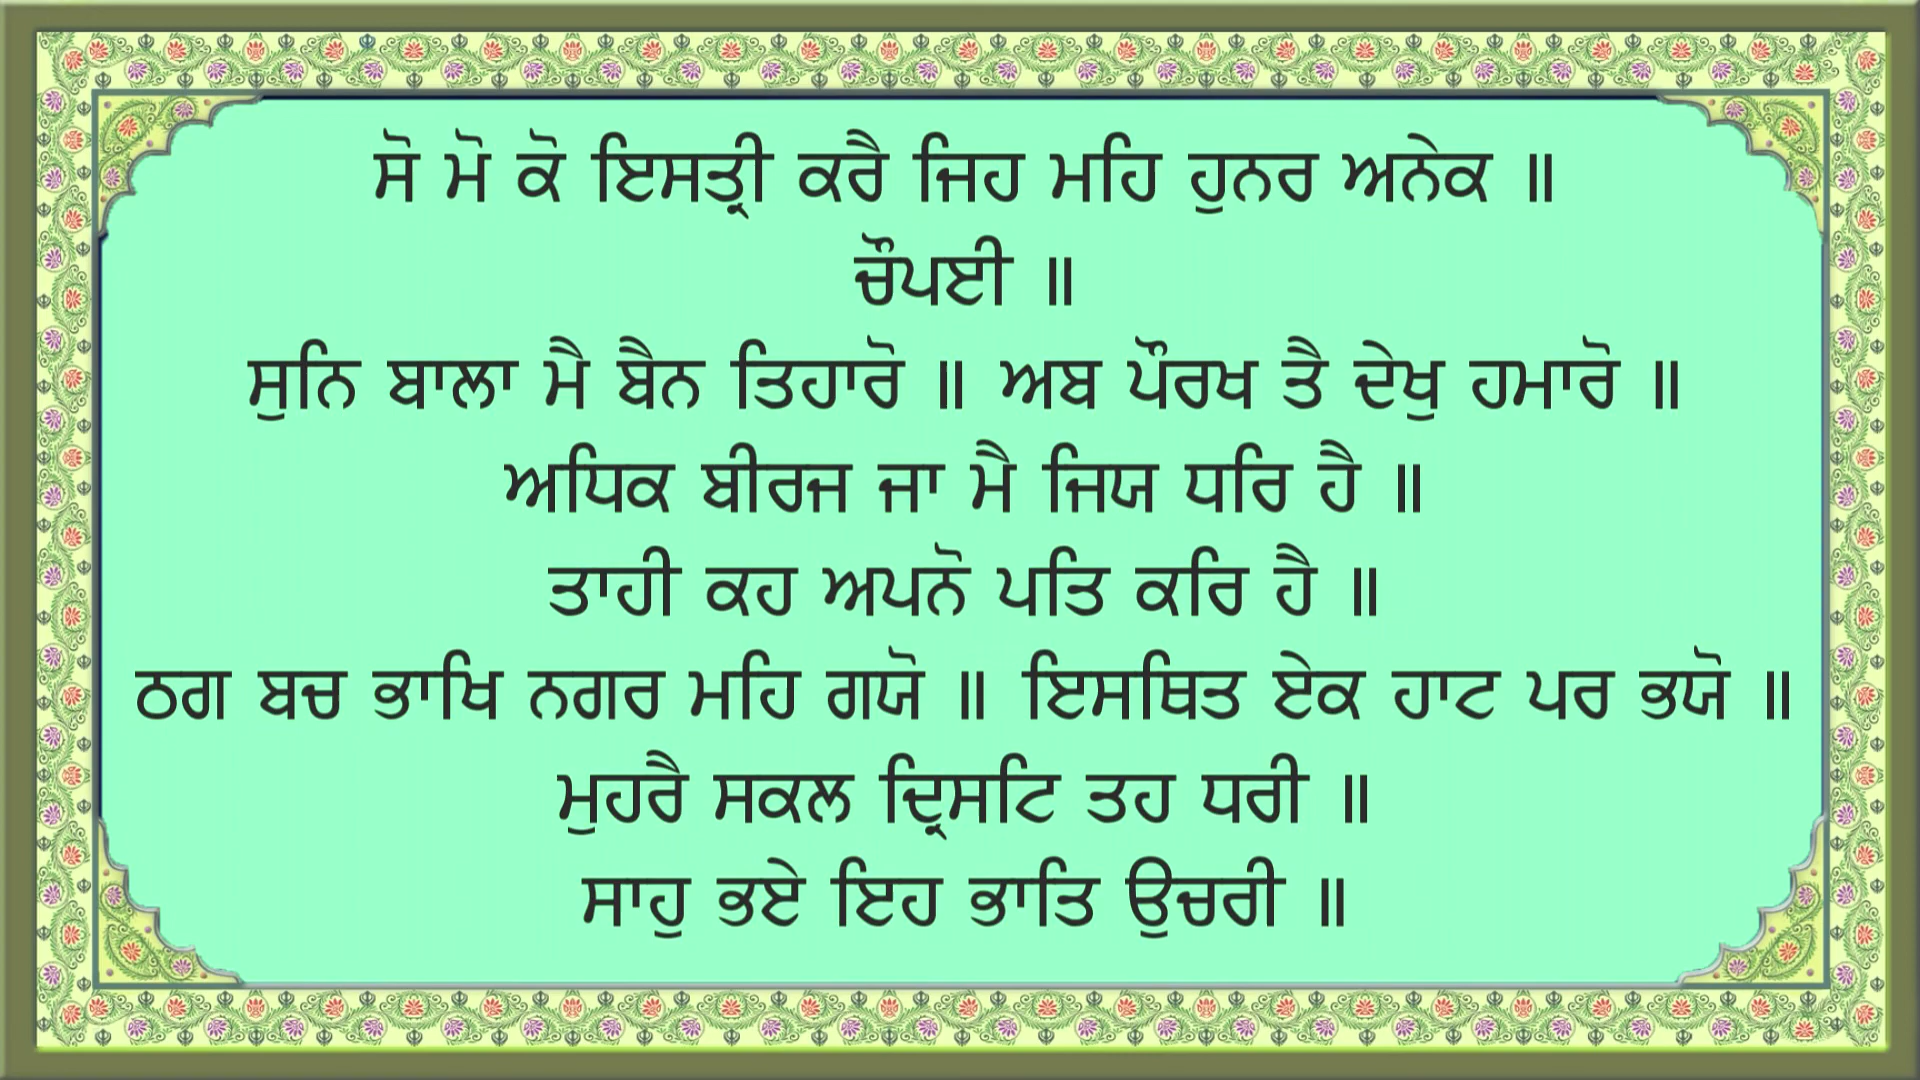 ਸੋ ਮੋ ਕੋ ਇਸਤ੍ਰੀ ਕਰੈ ਜਿਹ ਮਹਿ ਹੁਨਰ ਅਨੇਕ ॥
ਚੌਪਈ ॥
ਸੁਨਿ ਬਾਲਾ ਮੈ ਬੈਨ ਤਿਹਾਰੋ ॥ ਅਬ ਪੌਰਖ ਤੈ ਦੇਖੁ ਹਮਾਰੋ ॥
ਅਧਿਕ ਬੀਰਜ ਜਾ ਮੈ ਜਿਯ ਧਰਿ ਹੈ ॥
ਤਾਹੀ ਕਹ ਅਪਨੋ ਪਤਿ ਕਰਿ ਹੈ ॥
ਠਗ ਬਚ ਭਾਖਿ ਨਗਰ ਮਹਿ ਗਯੋ ॥ ਇਸਥਿਤ ਏਕ ਹਾਟ ਪਰ ਭਯੋ ॥
ਮੁਹਰੈ ਸਕਲ ਦ੍ਰਿਸਟਿ ਤਹ ਧਰੀ ॥
ਸਾਹੁ ਭਏ ਇਹ ਭਾਤਿ ਉਚਰੀ ॥